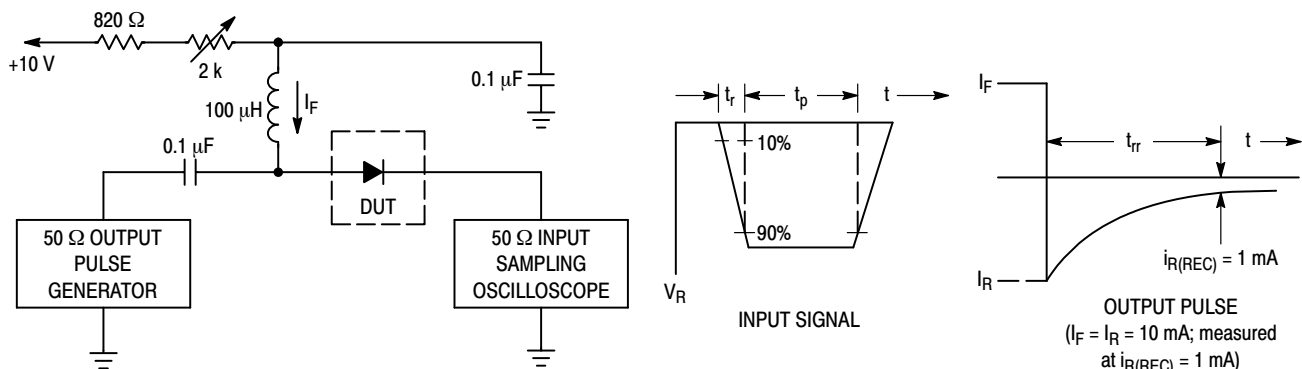 820 Ω
+10 V
2 k
0.1 μF
100 μH
I_F
0.1 μF
DUT
50 Ω OUTPUT
PULSE
GENERATOR
50 Ω INPUT
SAMPLING
OSCILLOSCOPE
t_r
t_p
t
10%
90%
V_R
INPUT SIGNAL
I_F
t_rr
t
i_R(REC) = 1 mA
I_R
OUTPUT PULSE
(I_F = I_R = 10 mA; measured
at i_R(REC) = 1 mA)